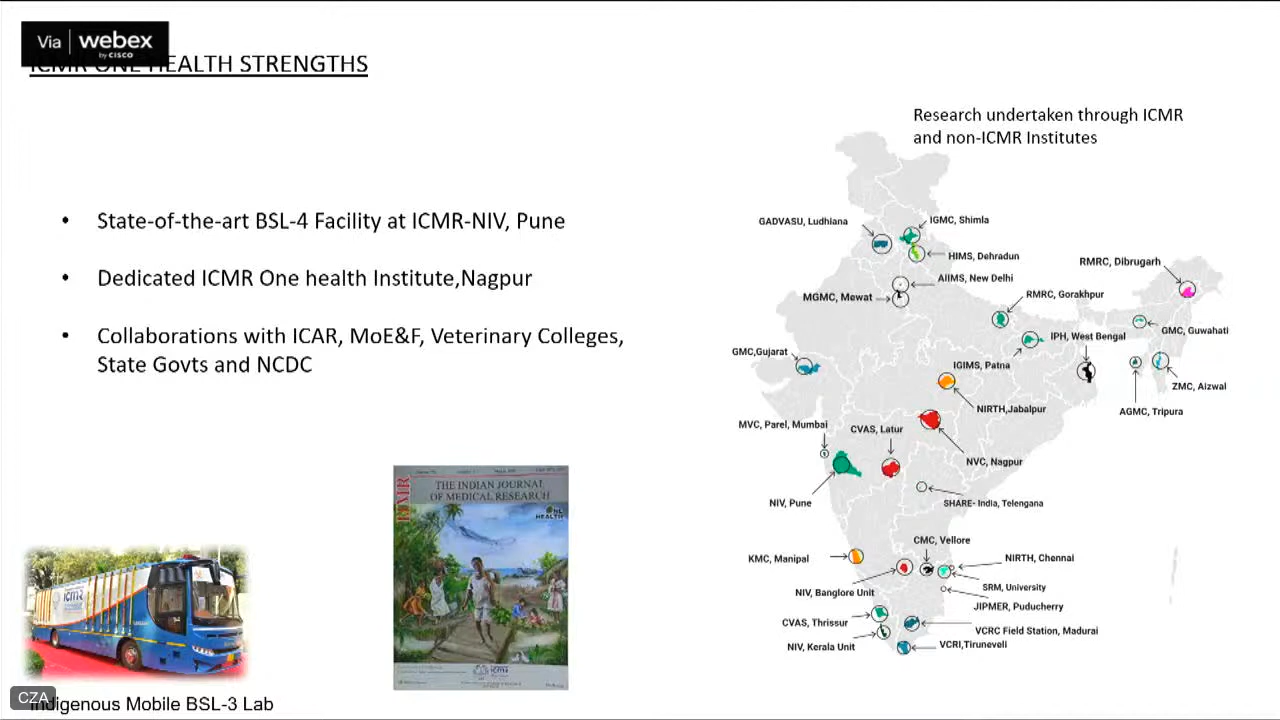 Via webex
by CISCO
ICMR ONE HEALTH STRENGTHS
Research undertaken through ICMR
and non-ICMR Institutes
• State-of-the-art BSL-4 Facility at ICMR-NIV, Pune
• Dedicated ICMR One health Institute,Nagpur
• Collaborations with ICAR, MoE&F, Veterinary Colleges,
State Govts and NCDC
GADVASU, Ludhiana
IGMC, Shimla
HIMS, Dehradun
RMRC, Dibrugarh
AIIMS, New Delhi
MGMC, Mewat
RMRC, Gorakhpur
GMC, Guwahati
IPH, West Bengal
GMC,Gujarat
IGIMS, Patna
ZMC, Aizwal
NIRTH,Jabalpur
AGMC, Tripura
MVC, Parel, Mumbai
CVAS, Latur
NVC, Nagpur
NIV, Pune
SHARE- India, Telengana
CMC, Vellore
KMC, Manipal
NIRTH, Chennai
SRM, University
NIV, Banglore Unit
JIPMER, Puducherry
CVAS, Thrissur
VCRC Field Station, Madurai
NIV, Kerala Unit
VCRI,Tiruneveli
IJMR
THE INDIAN JOURNAL
OF MEDICAL RESEARCH
HEALTH
icmr
icmr
CZA
Indigenous Mobile BSL-3 Lab